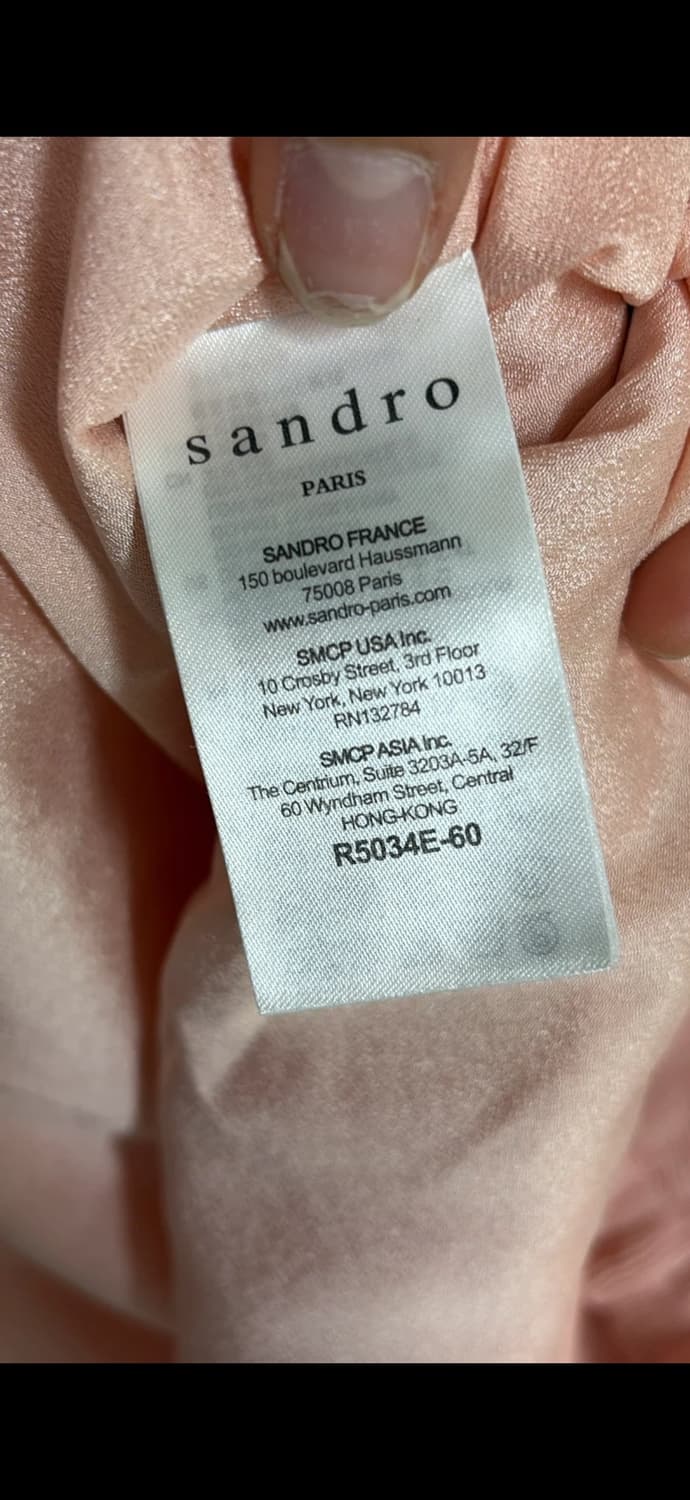 sandro
PARIS
SANDRO FRANCE
150 boulevard Haussmann
75008 Paris
www.sandro-paris.com
SMCP USA Inc.
10 Crosby Street, 3rd Floor
New York, New York 10013
RN132784
SMCP ASIA Inc.
The Centrium, Suite 3203A-5A, 32/F
60 Wyndham Street, Central
HONG-KONG
R5034E-60